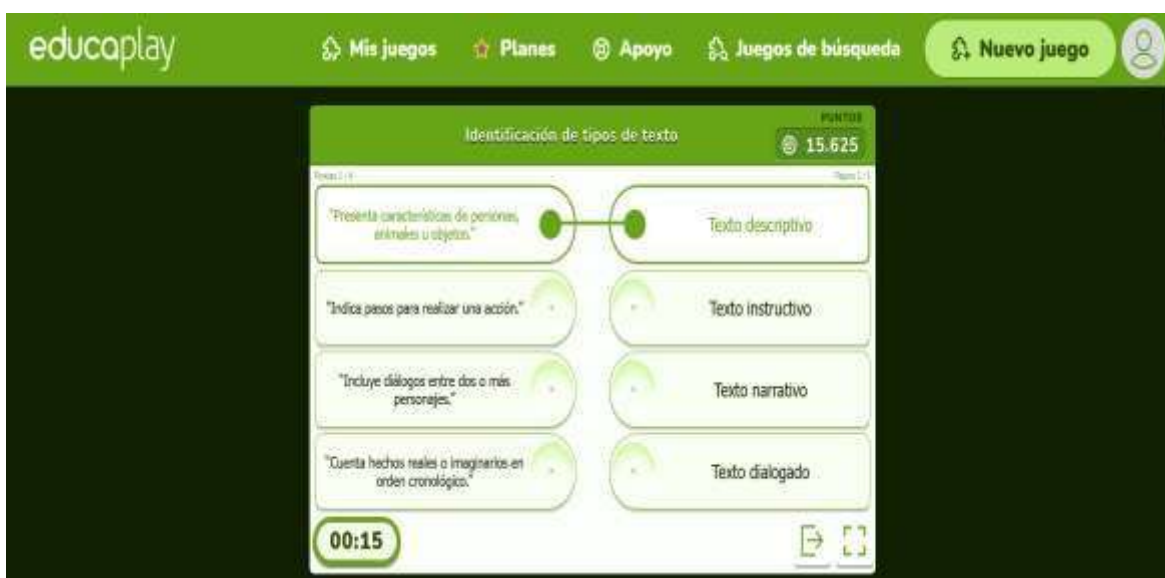 educaplay
Mis juegos
Planes
Apoyo
Juegos de búsqueda
Nuevo juego
Identificación de tipos de texto
PUNTOS
15.625
"Presenta características de personas,
animales u objetos."
Texto descriptivo
"Indica pasos para realizar una acción."
Texto instructivo
"Incluye diálogos entre dos o más
personajes."
Texto narrativo
"Cuenta hechos reales o imaginarios en
orden cronológico."
Texto dialogado
00:15